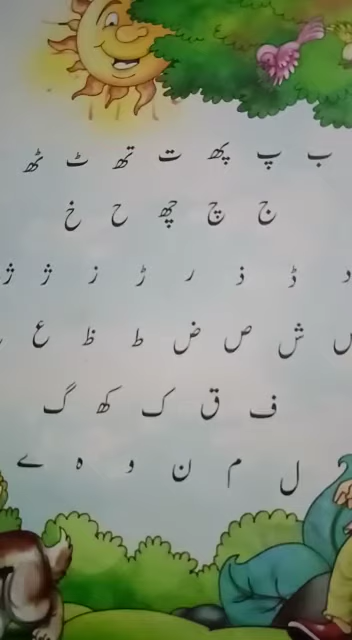 ب پ پھ ت تھ ٹ ٹھ
ج چ چھ ح خ
د ڈ ذ ر ڑ ز ژ ژ
س ش ص ض ط ظ ع
ف ق ک کھ گ
ل م ن و ہ ے